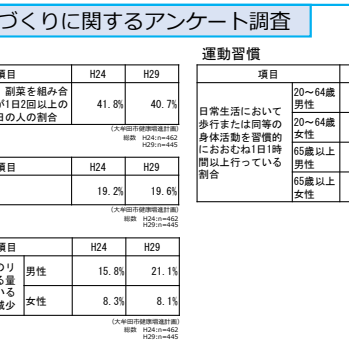 づくりに関するアンケート調査
項目 H24 H29
副菜を組み合
が1日2回以上の
日の人の割合
41.8% 40.7%
(大牟田市健康増進計画)
総数 H24:n=462
H29:n=445
19.2% 19.6%
(大牟田市健康増進計画)
総数 H24:n=462
H29:n=445
項目 H24 H29
のリ
る量
いる
減少
男性 15.8% 21.1%
女性 8.3% 8.1%
(大牟田市健康増進計画)
総数 H24:n=462
H29:n=445
運動習慣
項目
日常生活において
歩行または同等の
身体活動を習慣的
におおむね1日1時
間以上行っている
割合
20~64歳
男性
20~64歳
女性
65歳以上
男性
65歳以上
女性